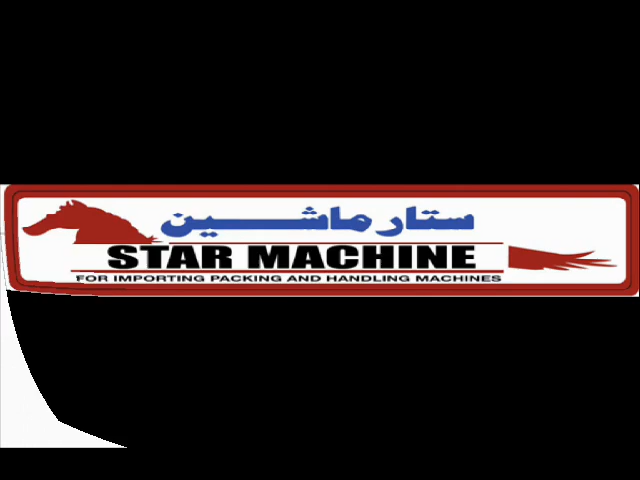 ستار ماشين
STAR MACHINE
FOR IMPORTING PACKING AND HANDLING MACHINES